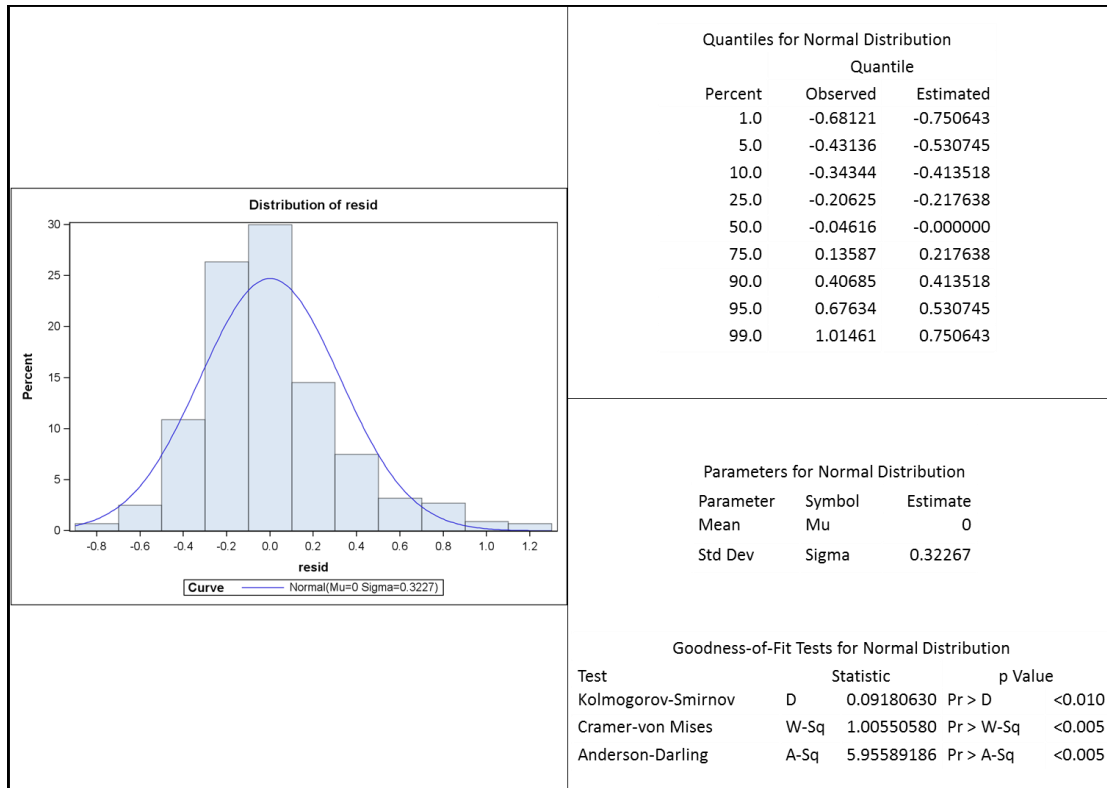 Distribution of resid
30
25
20
15
10
5
0
Percent
-0.8 -0.6 -0.4 -0.2 0.0 0.2 0.4 0.6 0.8 1.0 1.2
resid
Curve Normal(Mu=0 Sigma=0.3227)
Quantiles for Normal Distribution
Quantile
Percent Observed Estimated
1.0 -0.68121 -0.750643
5.0 -0.43136 -0.530745
10.0 -0.34344 -0.413518
25.0 -0.20625 -0.217638
50.0 -0.04616 -0.000000
75.0 0.13587 0.217638
90.0 0.40685 0.413518
95.0 0.67634 0.530745
99.0 1.01461 0.750643
Parameters for Normal Distribution
Parameter Symbol Estimate
Mean Mu 0
Std Dev Sigma 0.32267
Goodness-of-Fit Tests for Normal Distribution
Test Statistic p Value
Kolmogorov-Smirnov D 0.09180630 Pr > D <0.010
Cramer-von Mises W-Sq 1.00550580 Pr > W-Sq <0.005
Anderson-Darling A-Sq 5.95589186 Pr > A-Sq <0.005